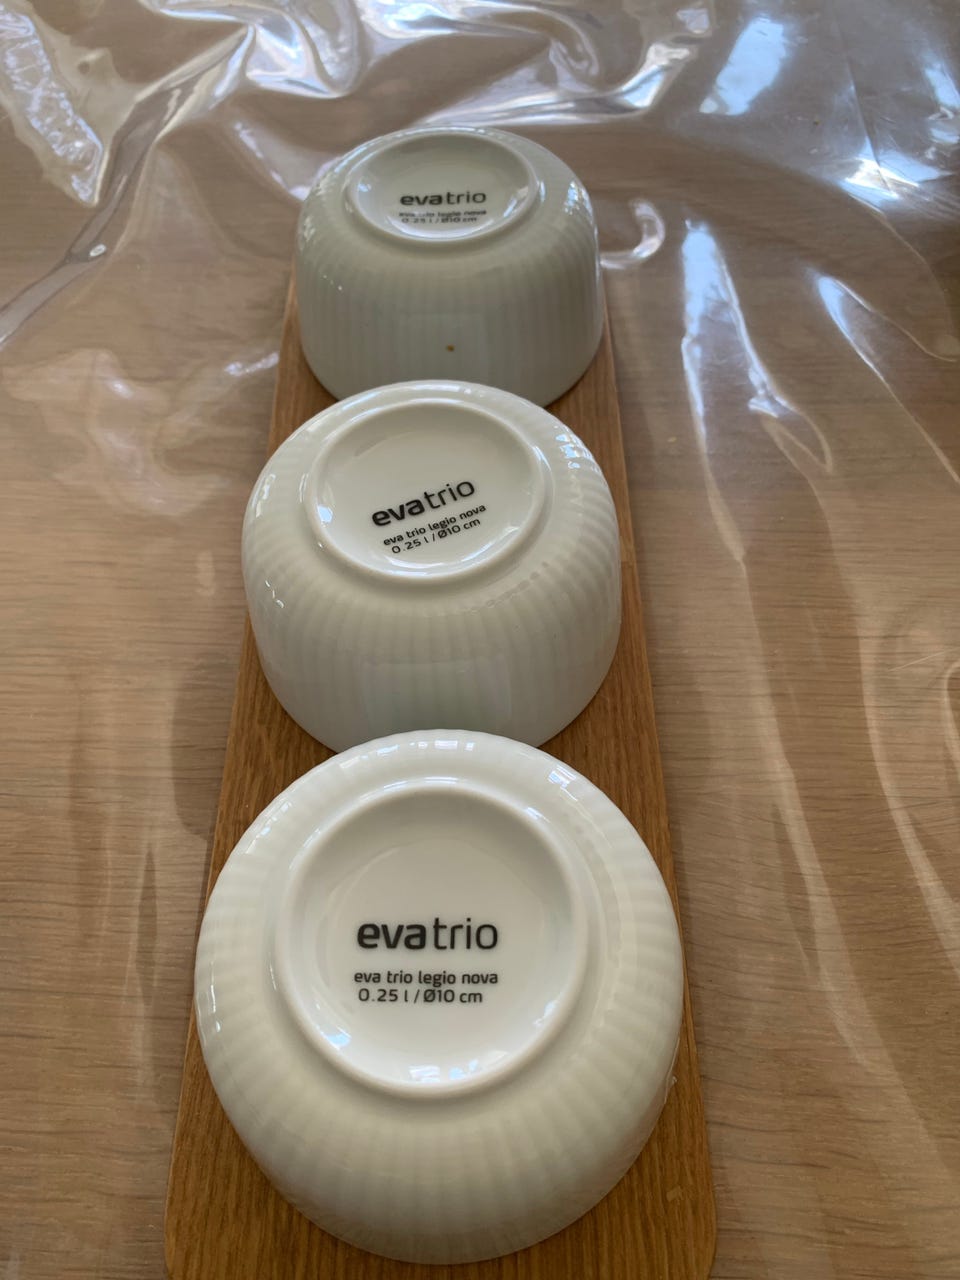 evatrio
eva trio legio nova
0.25 l / Ø10 cm
evatrio
eva trio legio nova
0.25 l / Ø10 cm
evatrio
eva trio legio nova
0.25 l / Ø10 cm